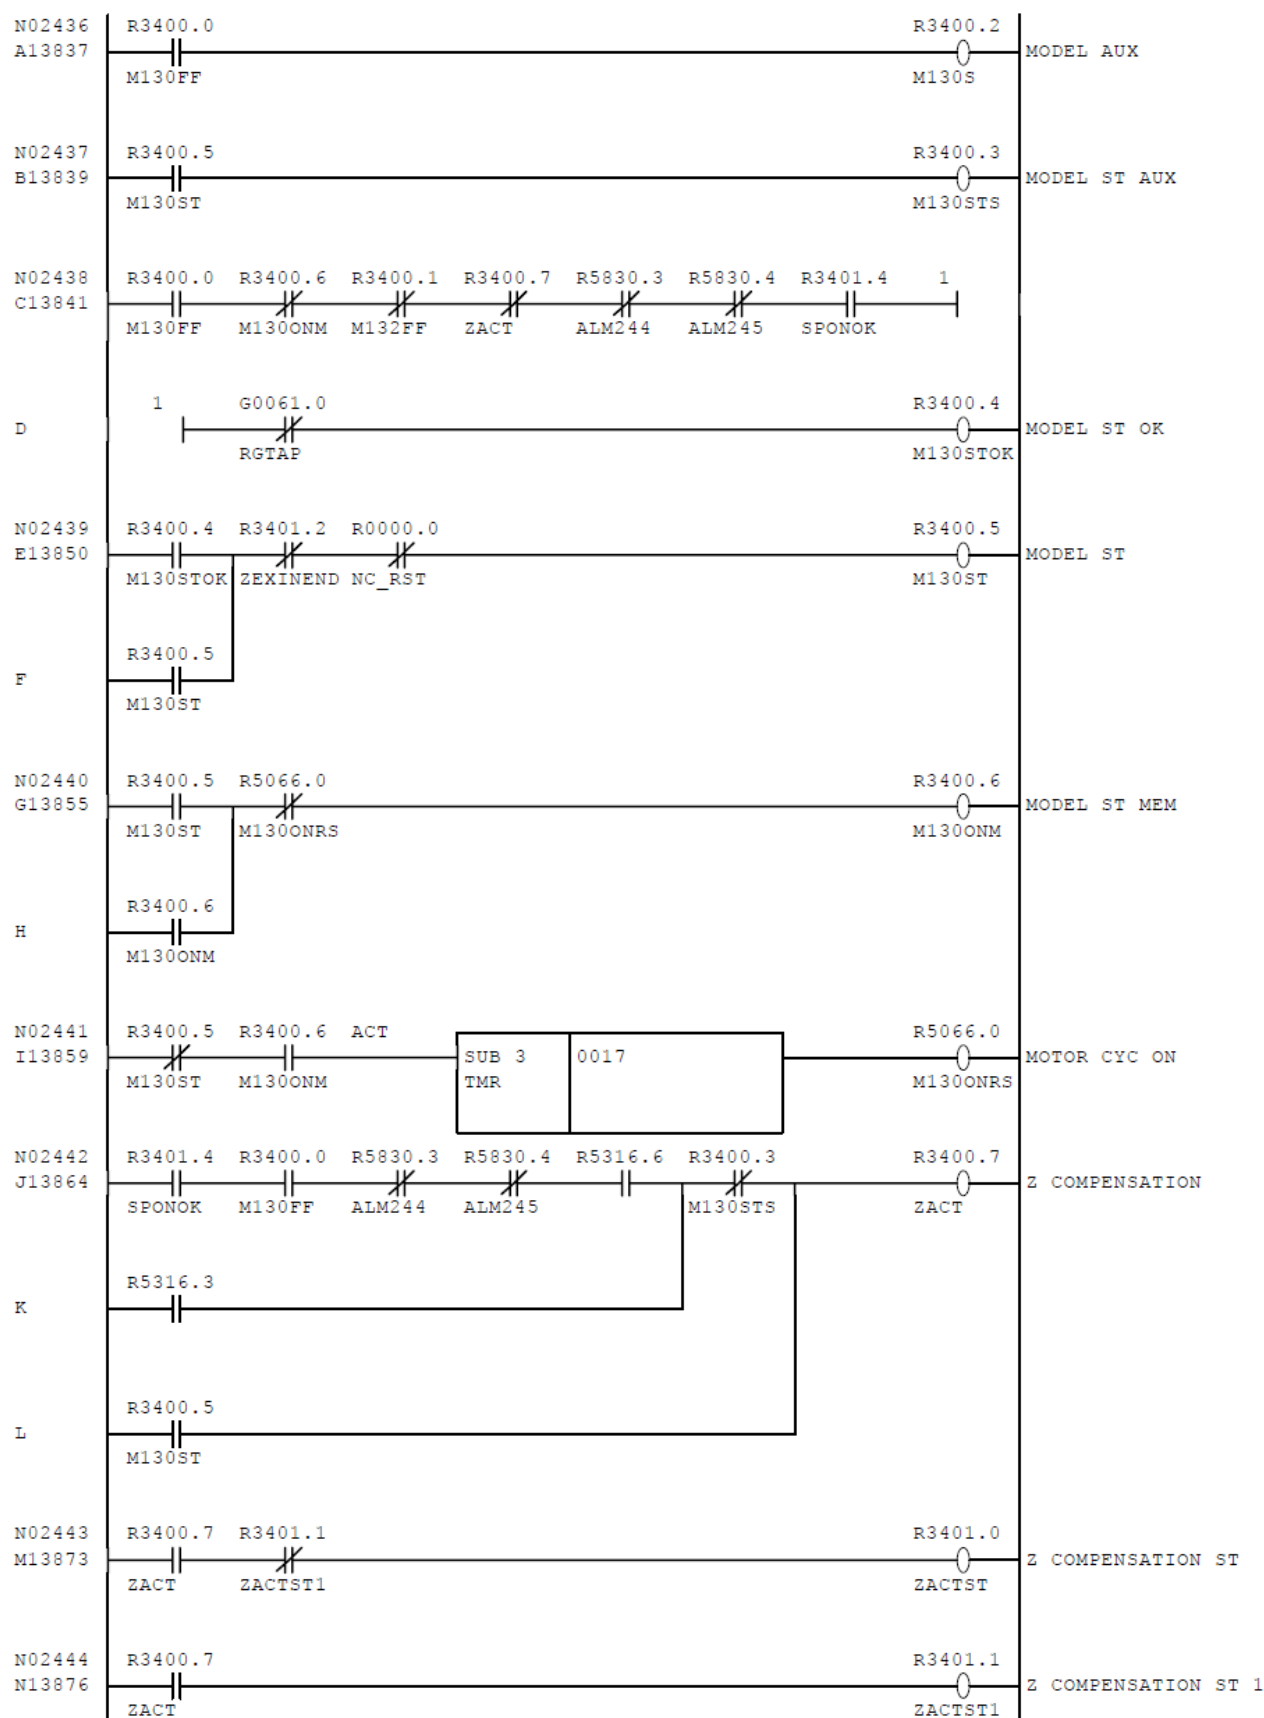 N02436 R3400.0 R3400.2
A13837 MODEL AUX
M130FF M130S
N02437 R3400.5 R3400.3
B13839 MODEL ST AUX
M130ST M130STS
N02438 R3400.0 R3400.6 R3400.1 R3400.7 R5830.3 R5830.4 R3401.4 1
C13841
M130FF M130ONM M132FF ZACT ALM244 ALM245 SPONOK
1 G0061.0 R3400.4
D MODEL ST OK
RGTAP M130STOK
N02439 R3400.4 R3401.2 R0000.0 R3400.5
E13850 MODEL ST
M130STOK ZEXINEND NC_RST M130ST
R3400.5
F
M130ST
N02440 R3400.5 R5066.0 R3400.6
G13855 MODEL ST MEM
M130ST M130ONRS M130ONM
R3400.6
H
M130ONM
N02441 R3400.5 R3400.6 ACT R5066.0
I13859 SUB 3 0017 MOTOR CYC ON
M130ST M130ONM TMR M130ONRS
N02442 R3401.4 R3400.0 R5830.3 R5830.4 R5316.6 R3400.3 R3400.7
J13864 Z COMPENSATION
SPONOK M130FF ALM244 ALM245 M130STS ZACT
R5316.3
K
R3400.5
L
M130ST
N02443 R3400.7 R3401.1 R3401.0
M13873 Z COMPENSATION ST
ZACT ZACTST1 ZACTST
N02444 R3400.7 R3401.1
N13876 Z COMPENSATION ST 1
ZACT ZACTST1